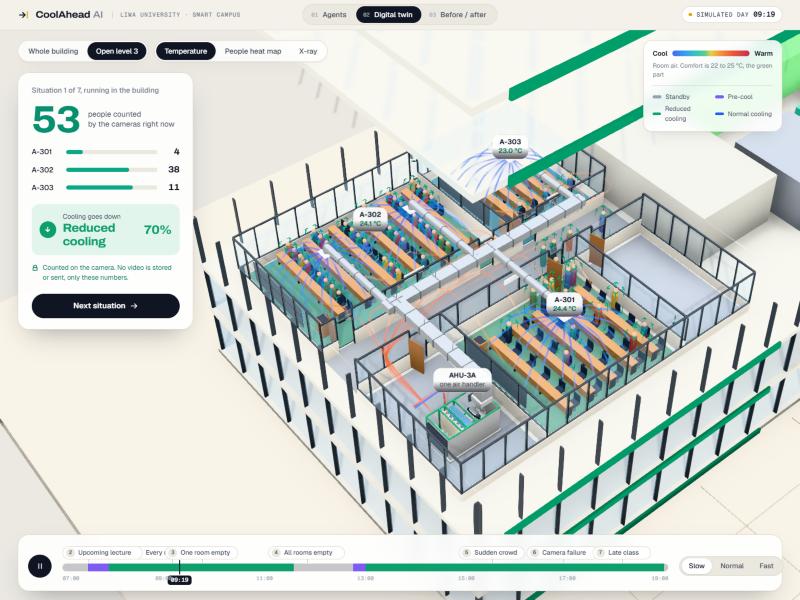 CoolAhead AI
LIWA UNIVERSITY · SMART CAMPUS
01 Agents
02 Digital twin
03 Before / after
SIMULATED DAY 09:19
Whole building
Open level 3
Temperature
People heat map
X-ray
Cool
Warm
Room air. Comfort is 22 to 25 °C, the green
part
Standby
Pre-cool
Reduced
cooling
Normal cooling
Situation 1 of 7, running in the building
53
people counted
by the cameras right now
A-301 4
A-302 38
A-303 11
Cooling goes down
Reduced
cooling
70%
Counted on the camera. No video is stored
or sent, only these numbers.
Next situation →
A-303
23.0 °C
A-302
24.1 °C
A-301
24.4 °C
AHU-3A
one air handler
2 Upcoming lecture
Every
3 One room empty
4 All rooms empty
5 Sudden crowd
6 Camera failure
7 Late class
07:00
09:19
11:00
13:00
15:00
17:00
19:00
Slow
Normal
Fast